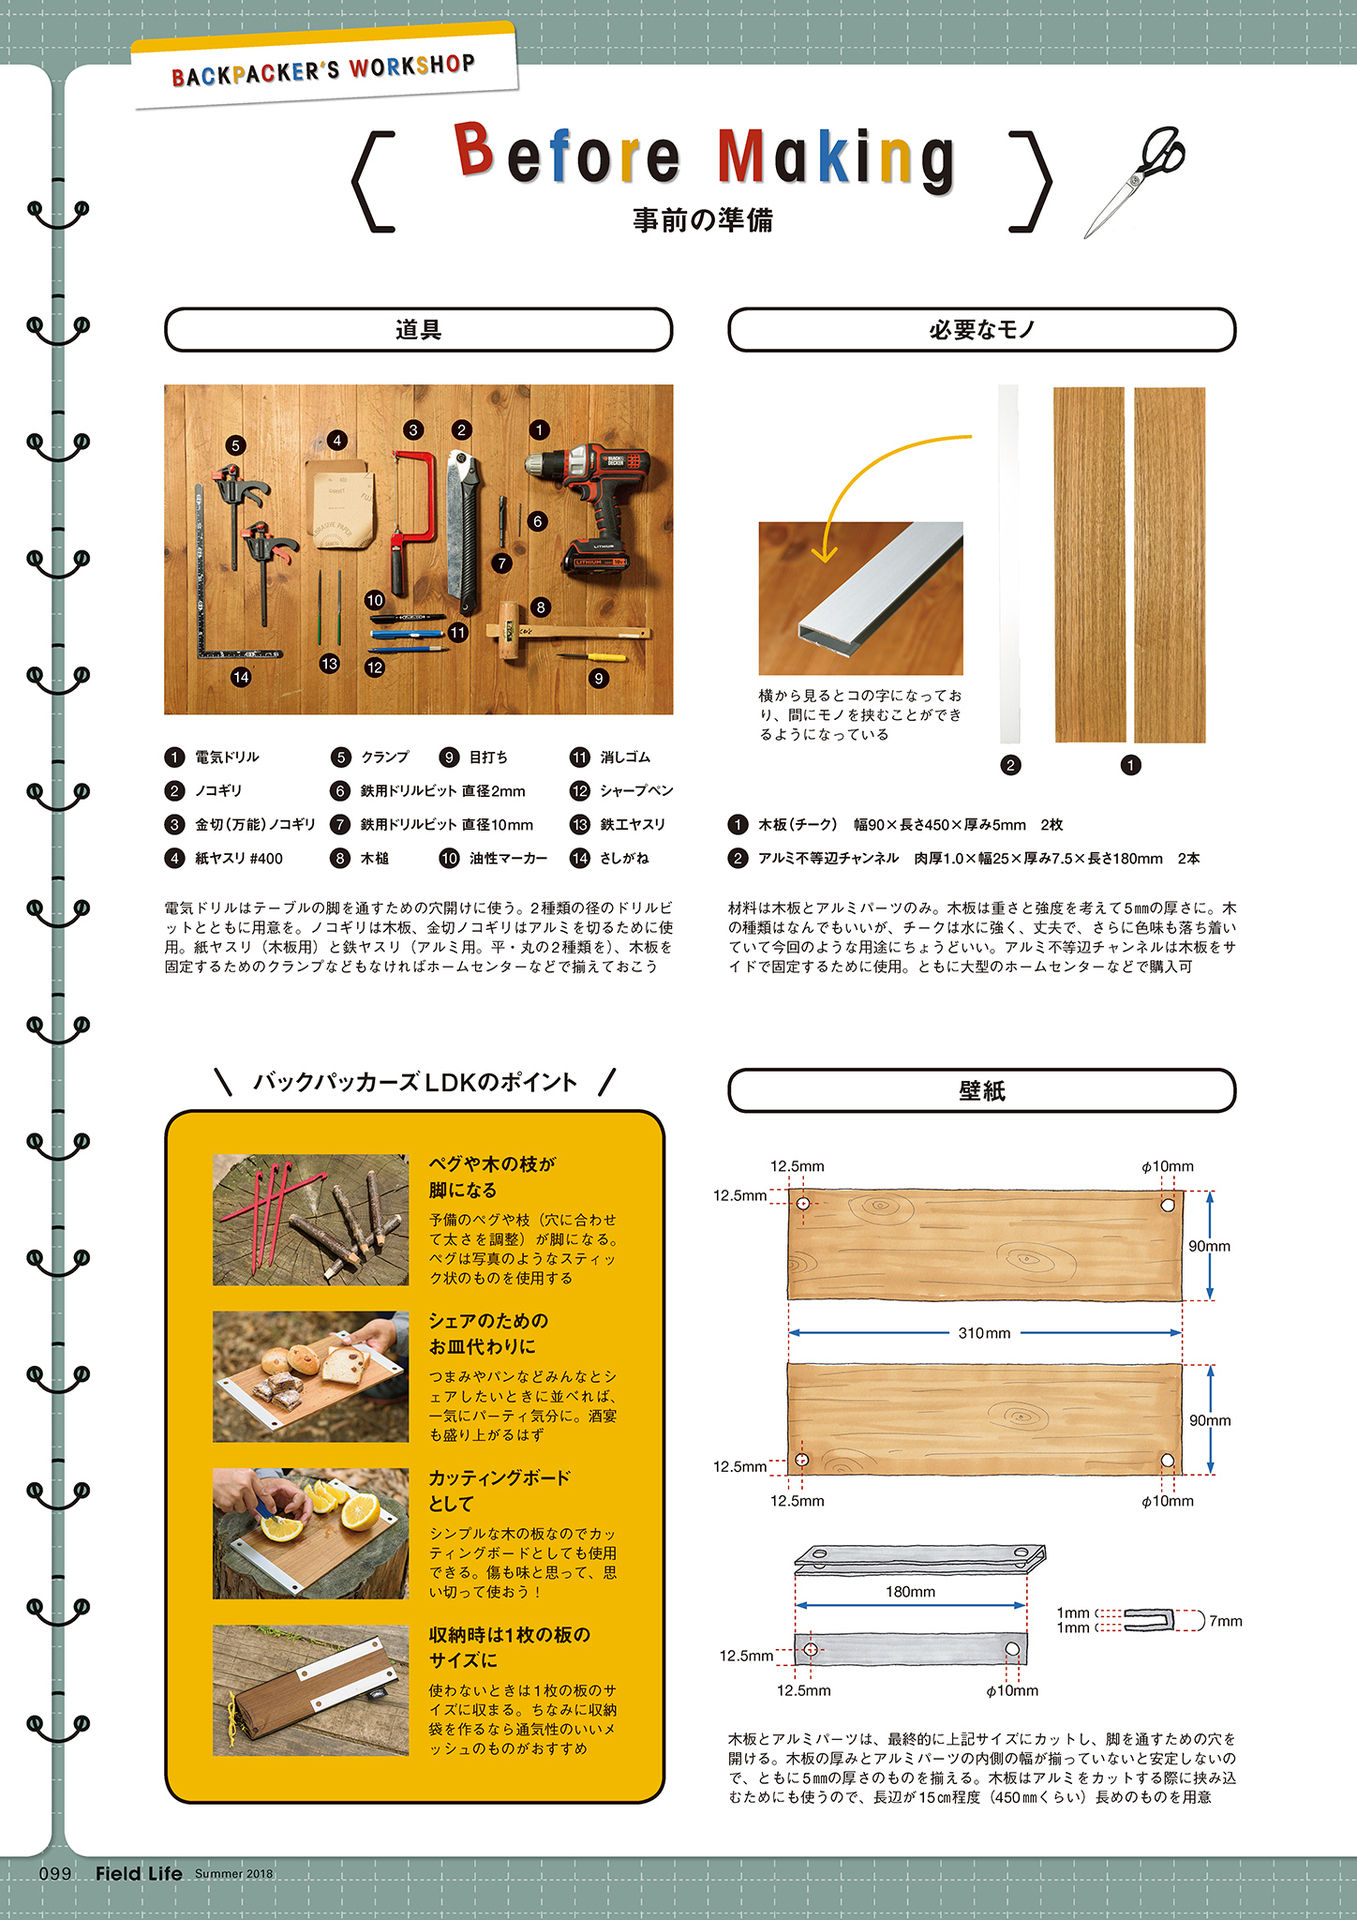 BACKPACKER'S WORKSHOP
Before Making
事前の準備
道具
5
4
3
2
1
6
7
10
8
11
12
13
9
14
BLACK+DECKER
LITHIUM
LITHIUM
1 電気ドリル
2 ノコギリ
3 金切（万能）ノコギリ
4 紙ヤスリ #400
5 クランプ
6 鉄用ドリルビット 直径2mm
7 鉄用ドリルビット 直径10mm
8 木槌
9 目打ち
10 油性マーカー
11 消しゴム
12 シャープペン
13 鉄工ヤスリ
14 さしがね
電気ドリルはテーブルの脚を通すための穴開けに使う。2種類の径のドリルビ
ットとともに用意を。ノコギリは木板、金切ノコギリはアルミを切るために使
用。紙ヤスリ（木板用）と鉄ヤスリ（アルミ用。平・丸の2種類を）、木板を
固定するためのクランプなどもなければホームセンターなどで揃えておこう
必要なモノ
横から見るとコの字になってお
り、間にモノを挟むことができ
るようになっている
2
1
1 木板（チーク）　幅90×長さ450×厚み5mm　2枚
2 アルミ不等辺チャンネル　肉厚1.0×幅25×厚み7.5×長さ180mm　2本
材料は木板とアルミパーツのみ。木板は重さと強度を考えて5㎜の厚さに。木
の種類はなんでもいいが、チークは水に強く、丈夫で、さらに色味も落ち着い
ていて今回のような用途にちょうどいい。アルミ不等辺チャンネルは木板をサ
イドで固定するために使用。ともに大型のホームセンターなどで購入可
バックパッカーズLDKのポイント
ペグや木の枝が
脚になる
予備のペグや枝（穴に合わせ
て太さを調整）が脚になる。
ペグは写真のようなスティッ
ク状のものを使用する
シェアのための
お皿代わりに
つまみやパンなどみんなとシ
ェアしたいときに並べれば、
一気にパーティ気分に。酒宴
も盛り上がるはず
カッティングボード
として
シンプルな木の板なのでカッ
ティングボードとしても使用
できる。傷も味と思って、思
い切って使おう！
収納時は1枚の板の
サイズに
使わないときは1枚の板のサ
イズに収まる。ちなみに収納
袋を作るなら通気性のいいメ
ッシュのものがおすすめ
壁紙
12.5mm
φ10mm
12.5mm
90mm
310mm
90mm
12.5mm
12.5mm
φ10mm
180mm
1mm
1mm
7mm
12.5mm
12.5mm
φ10mm
木板とアルミパーツは、最終的に上記サイズにカットし、脚を通すための穴を
開ける。木板の厚みとアルミパーツの内側の幅が揃っていないと安定しないの
で、ともに5㎜の厚さのものを揃える。木板はアルミをカットする際に挟み込
むためにも使うので、長辺が15㎝程度（450㎜くらい）長めのものを用意
099 Field Life Summer 2018